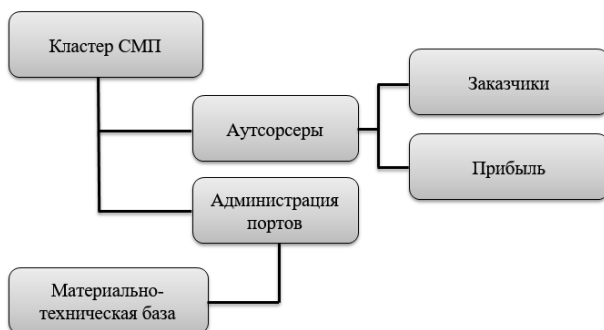 Кластер СМП
Заказчики
Аутсорсеры
Прибыль
Администрация
портов
Материально-
техническая база